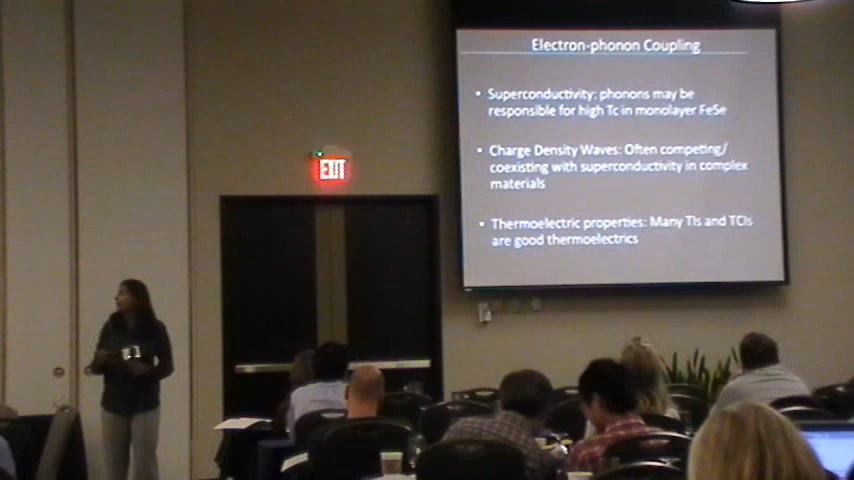 Electron-phonon Coupling
• Superconductivity: phonons may be
responsible for high Tc in monolayer FeSe
• Charge Density Waves: Often competing/
coexisting with superconductivity in complex
materials
• Thermoelectric properties: Many TIs and TCIs
are good thermoelectrics
EXIT